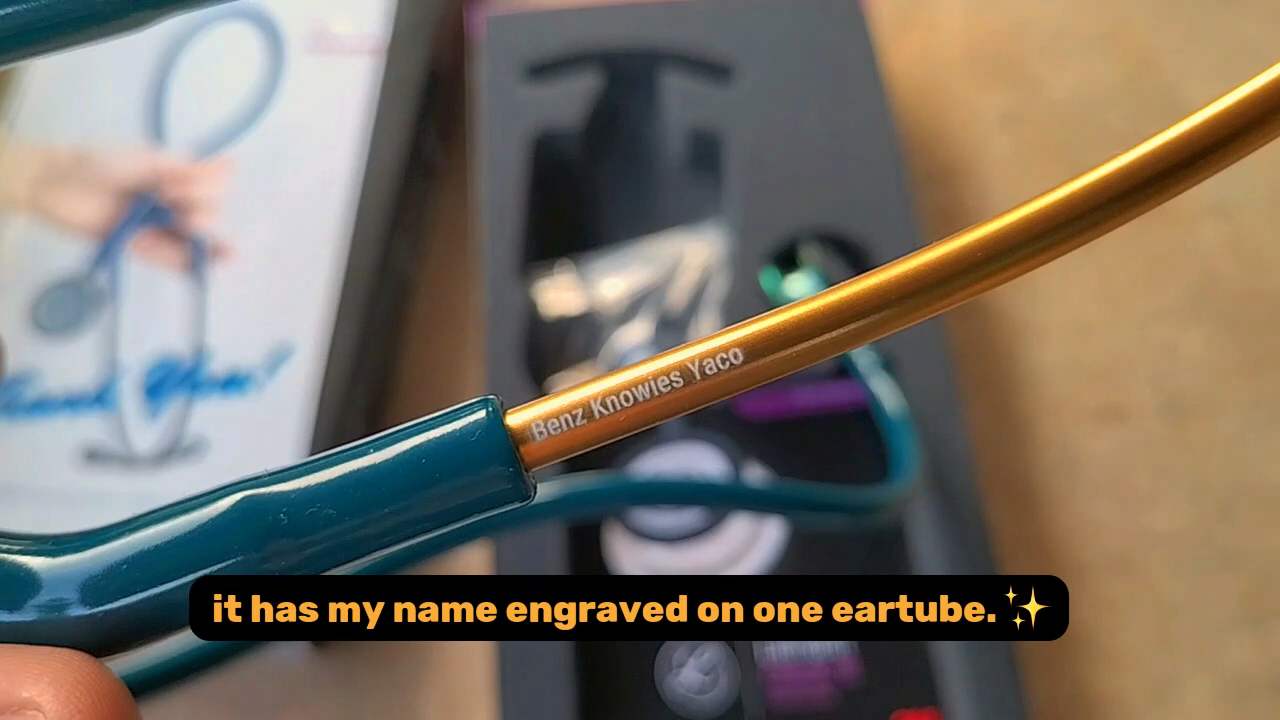 Benz Knowies Yaco
it has my name engraved on one eartube. ✨